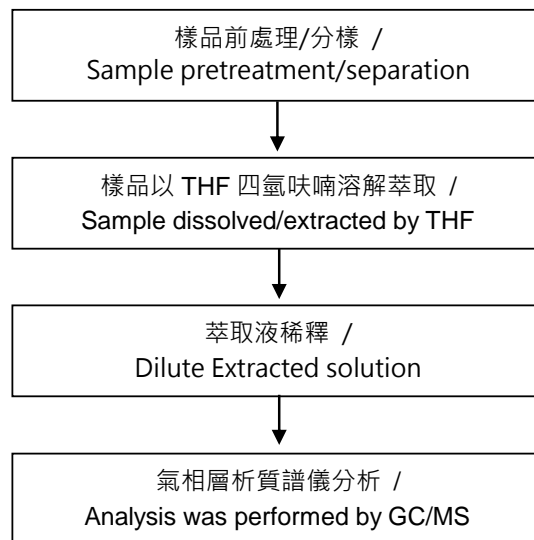 樣品前處理/分樣 /
Sample pretreatment/separation
樣品以 THF 四氫呋喃溶解萃取 /
Sample dissolved/extracted by THF
萃取液稀釋 /
Dilute Extracted solution
氣相層析質譜儀分析 /
Analysis was performed by GC/MS